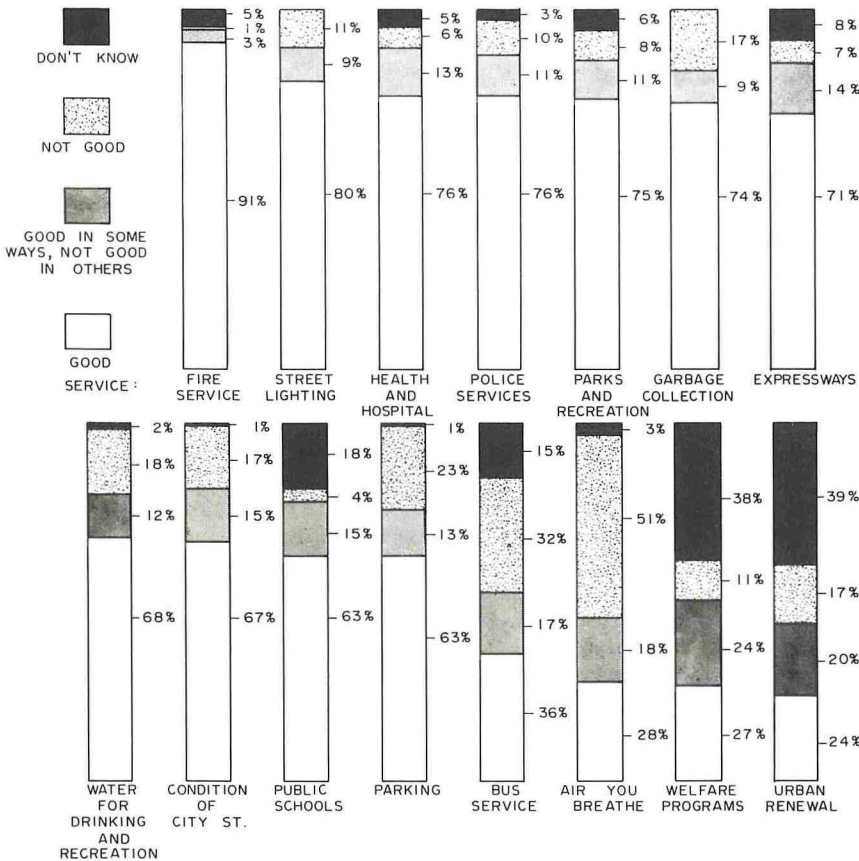 DON'T KNOW
NOT GOOD
GOOD IN SOME
WAYS, NOT GOOD
IN OTHERS
GOOD
SERVICE:
5%
1%
3%
91%
FIRE
SERVICE
11%
9%
80%
STREET
LIGHTING
5%
6%
13%
76%
HEALTH
AND
HOSPITAL
3%
10%
11%
76%
POLICE
SERVICES
6%
8%
11%
75%
PARKS
AND
RECREATION
17%
9%
74%
GARBAGE
COLLECTION
8%
7%
14%
71%
EXPRESSWAYS
2%
18%
12%
68%
WATER
FOR
DRINKING
AND
RECREATION
1%
17%
15%
67%
CONDITION
OF
CITY ST.
18%
4%
15%
63%
PUBLIC
SCHOOLS
1%
23%
13%
63%
PARKING
15%
32%
17%
36%
BUS
SERVICE
3%
51%
18%
28%
AIR YOU
BREATHE
38%
11%
24%
27%
WELFARE
PROGRAMS
39%
17%
20%
24%
URBAN
RENEWAL